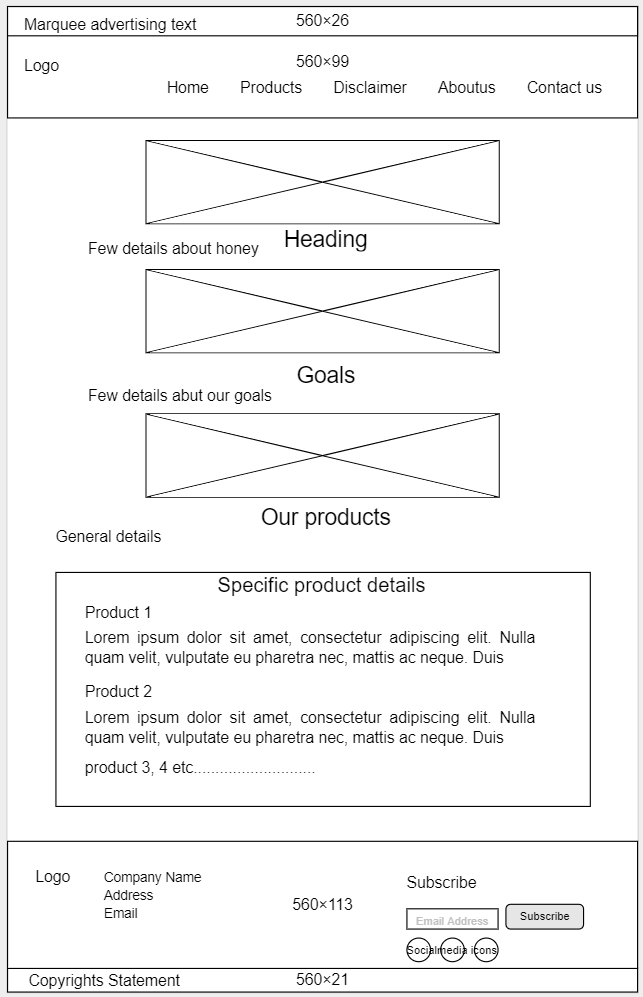 Marquee advertising text 560×26
Logo 560×99
Home Products Disclaimer Aboutus Contact us
Heading
Few details about honey
Goals
Few details abut our goals
Our products
General details
Specific product details
Product 1
Lorem ipsum dolor sit amet, consectetur adipiscing elit. Nulla
quam velit, vulputate eu pharetra nec, mattis ac neque. Duis
Product 2
Lorem ipsum dolor sit amet, consectetur adipiscing elit. Nulla
quam velit, vulputate eu pharetra nec, mattis ac neque. Duis
product 3, 4 etc............................
Logo
Company Name
Address
Email
560×113
Subscribe
Email Address Subscribe
Socialmedia icons
Copyrights Statement 560×21